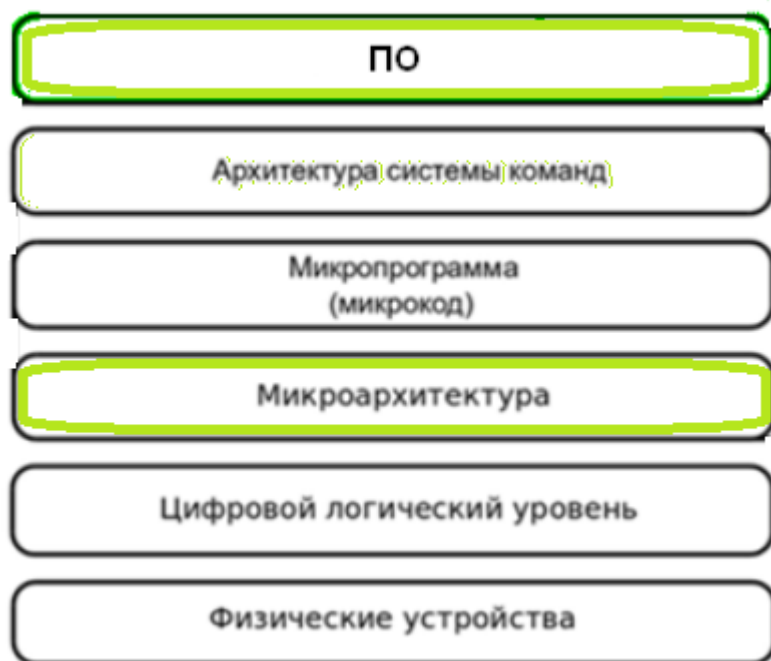 ПО
Архитектура системы команд
Микропрограмма
(микрокод)
Микроархитектура
Цифровой логический уровень
Физические устройства